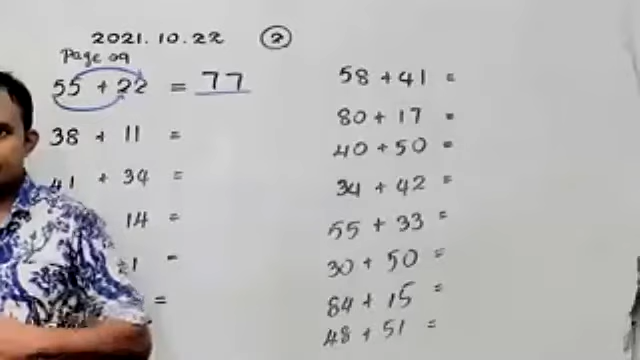 2021.10.22 2
Page 09
55 + 22 = 77
38 + 11 =
41 + 34 =
14 =
21 =
=
58 + 41 =
80 + 17 =
40 + 50 =
34 + 42 =
55 + 33 =
30 + 50 =
84 + 15 =
48 + 51 =